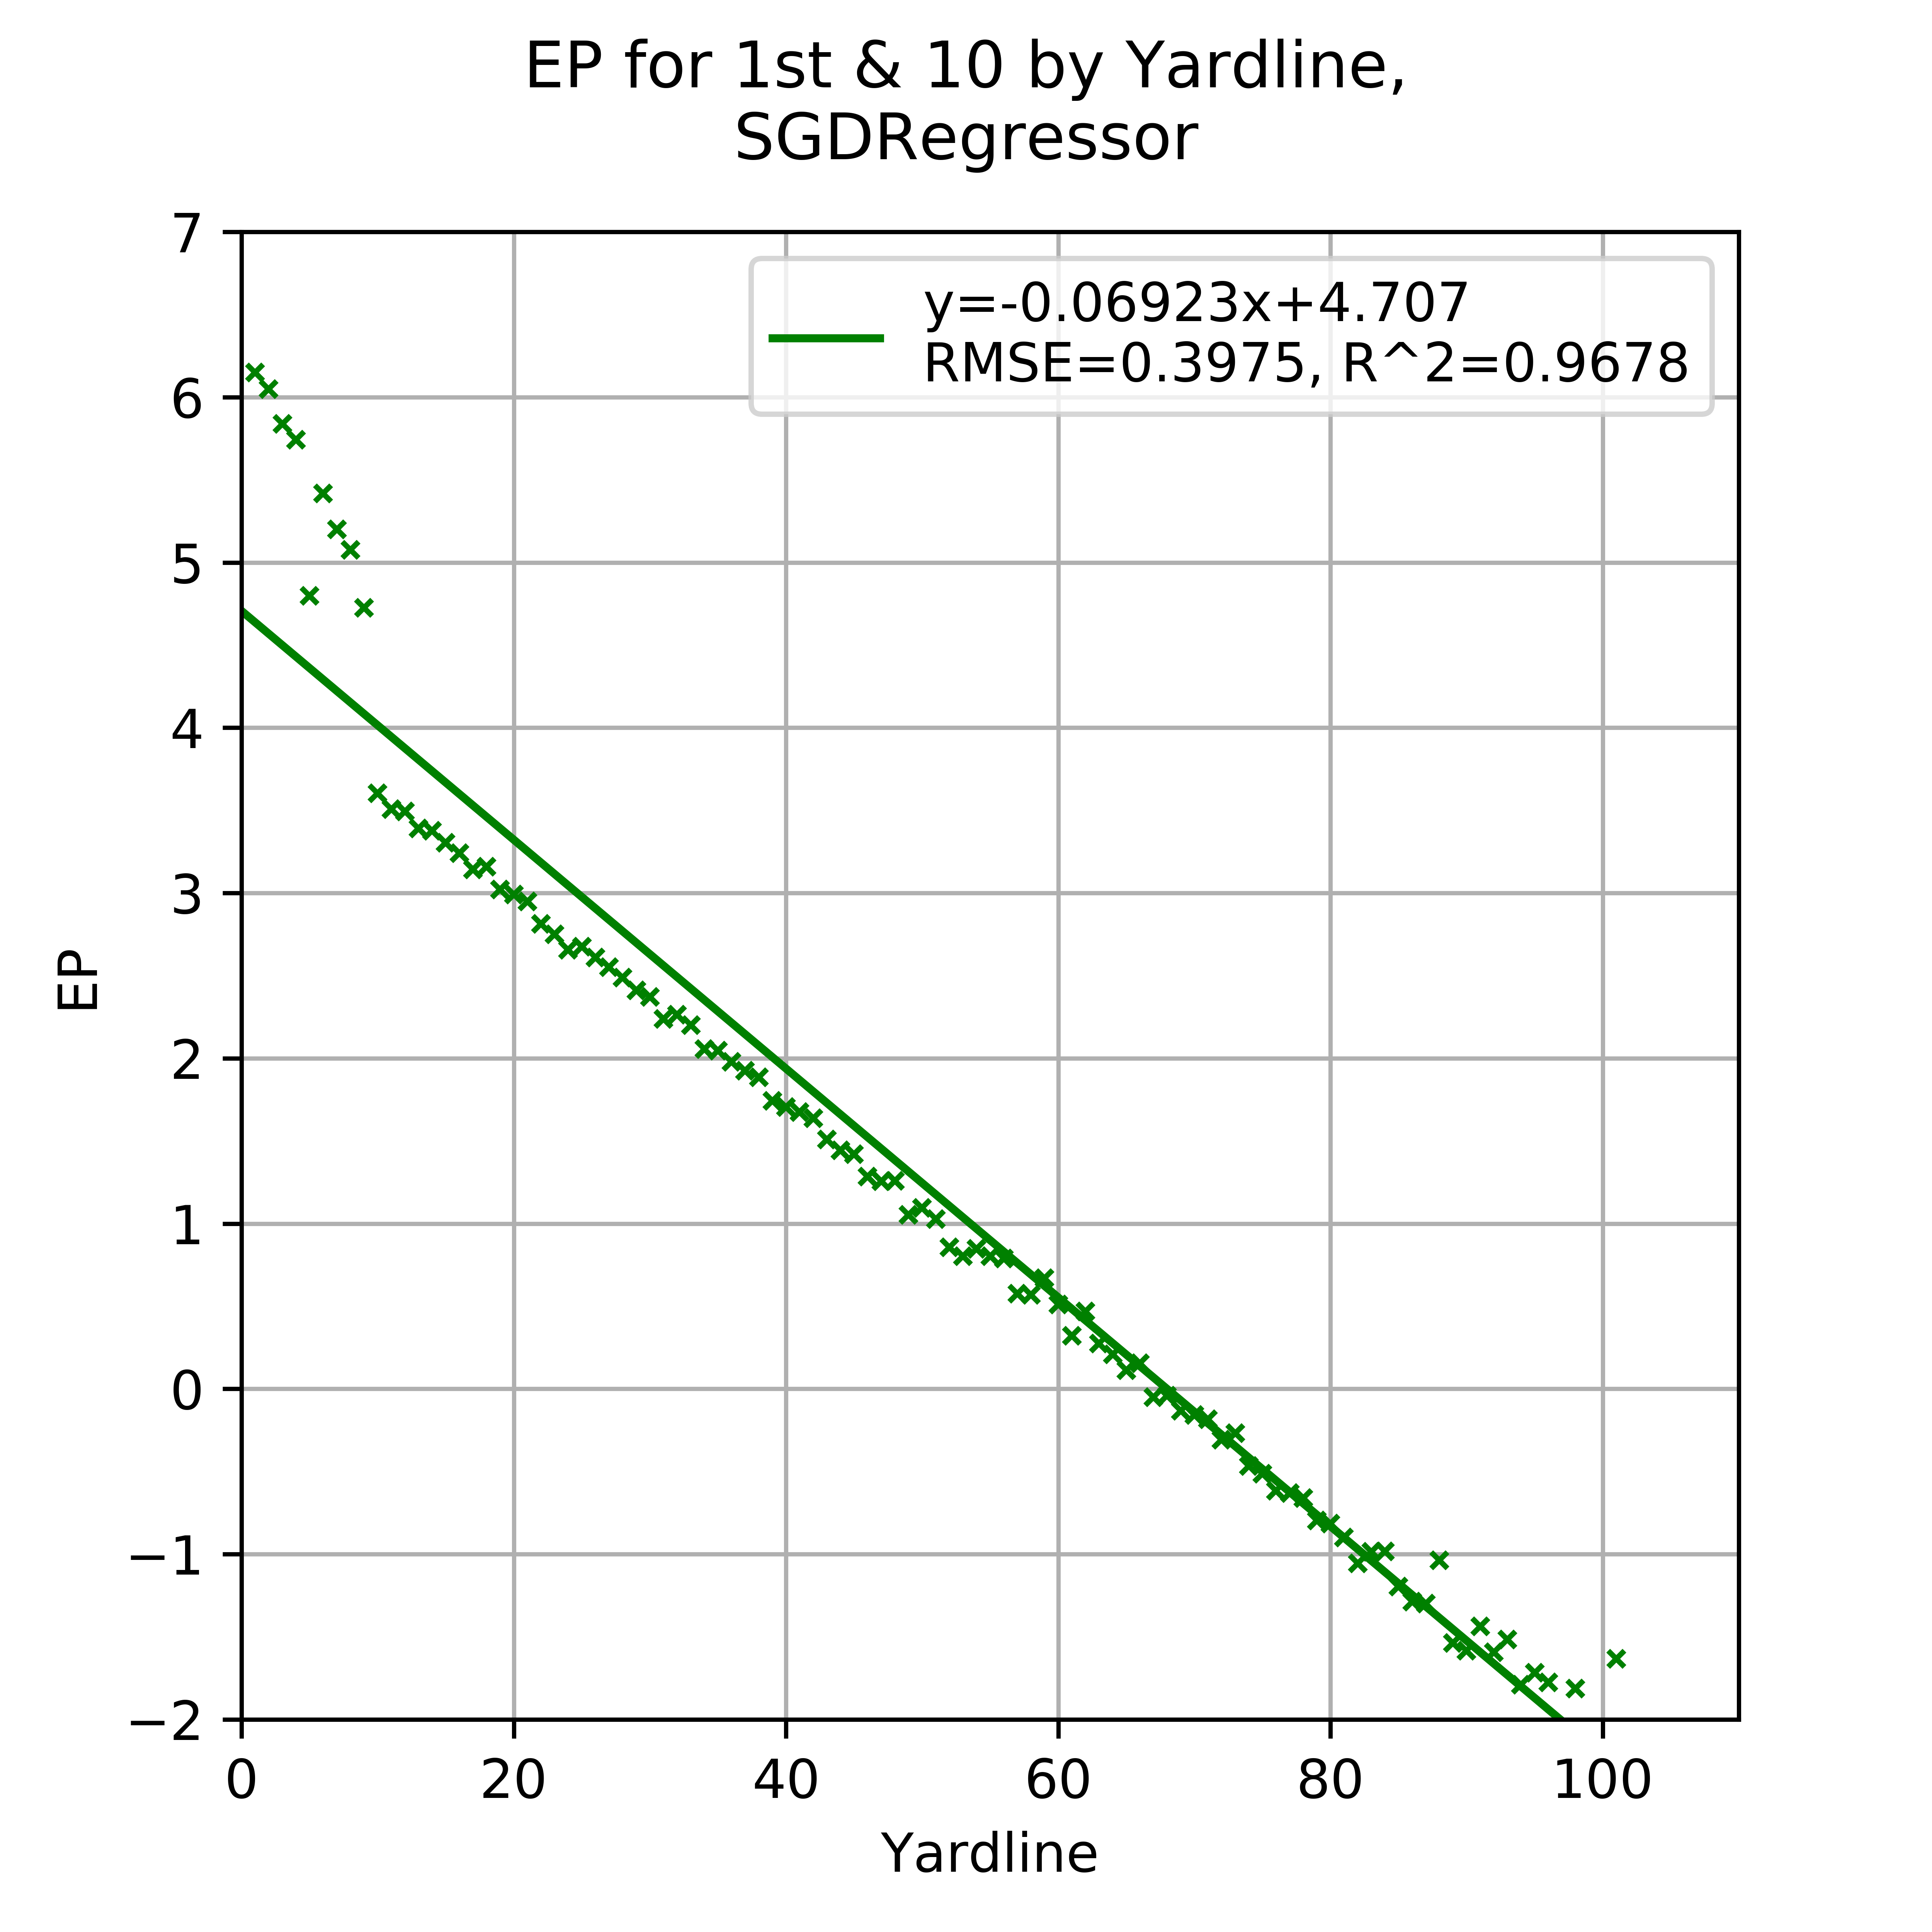 EP for 1st & 10 by Yardline,
SGDRegressor
y=-0.06923x+4.707
RMSE=0.3975, R^2=0.9678
7
6
5
4
3
2
1
0
−1
−2
EP
0 20 40 60 80 100
Yardline